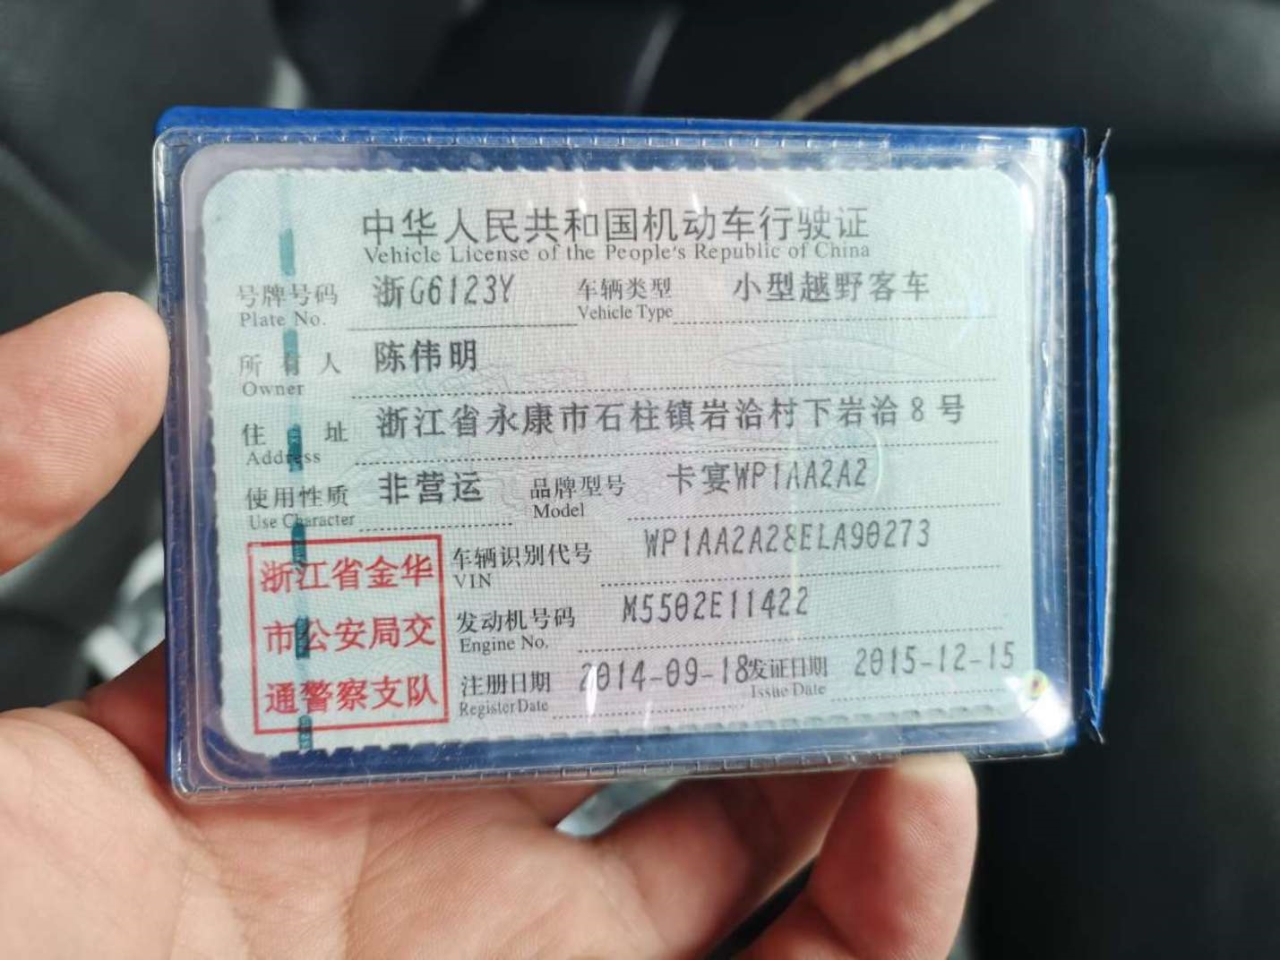 中华人民共和国机动车行驶证
Vehicle License of the People's Republic of China
号牌号码 浙G6123Y 车辆类型 小型越野客车
Plate No. Vehicle Type
所有人 陈伟明
Owner
住址 浙江省永康市石柱镇岩洽村下岩洽8号
Address
使用性质 非营运 品牌型号 卡宴WP1AA2A2
Use Character Model
浙江省金华
市公安局交
通警察支队
车辆识别代号 WP1AA2A28ELA90273
VIN
发动机号码 M5502E11422
Engine No.
注册日期 2014-09-18 发证日期 2015-12-15
Register Date Issue Date